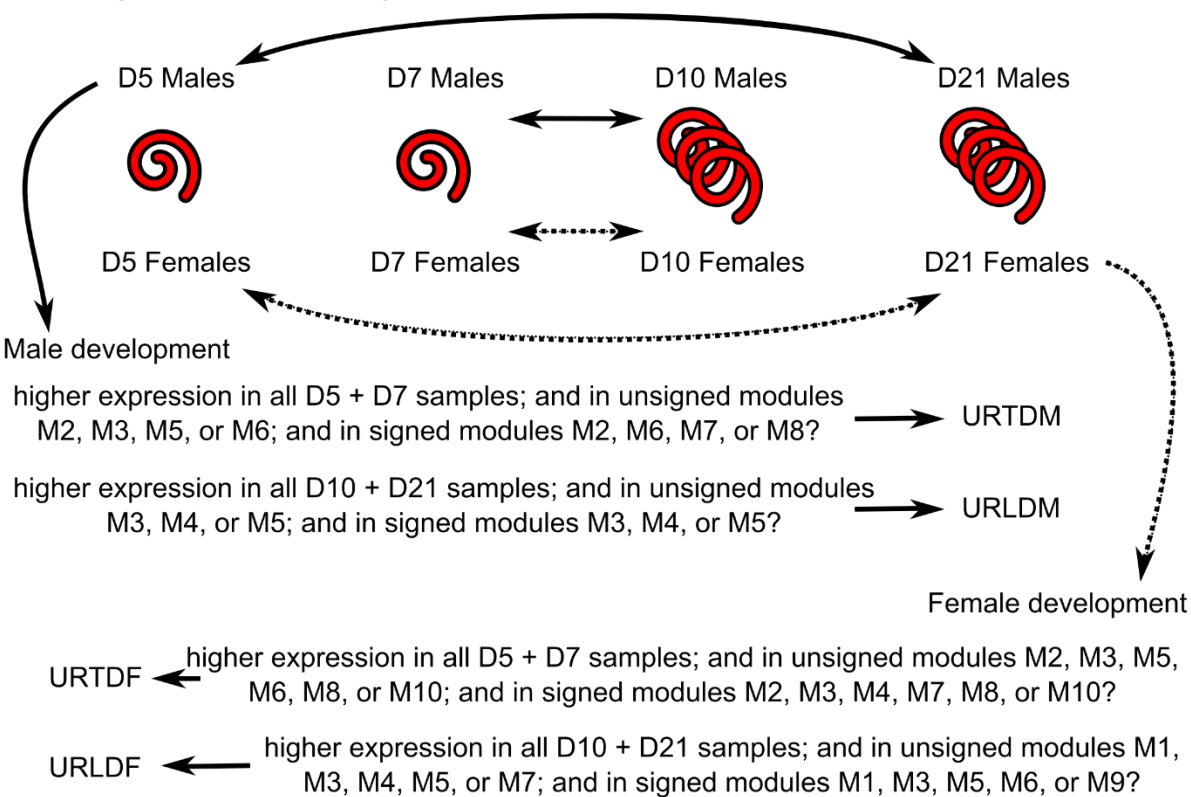 D5 Males
D7 Males
D10 Males
D21 Males
D5 Females
D7 Females
D10 Females
D21 Females
Male development
higher expression in all D5 + D7 samples; and in unsigned modules
M2, M3, M5, or M6; and in signed modules M2, M6, M7, or M8?
URTDM
higher expression in all D10 + D21 samples; and in unsigned modules
M3, M4, or M5; and in signed modules M3, M4, or M5?
URLDM
Female development
URTDF
higher expression in all D5 + D7 samples; and in unsigned modules M2, M3, M5,
M6, M8, or M10; and in signed modules M2, M3, M4, M7, M8, or M10?
URLDF
higher expression in all D10 + D21 samples; and in unsigned modules M1,
M3, M4, M5, or M7; and in signed modules M1, M3, M5, M6, or M9?